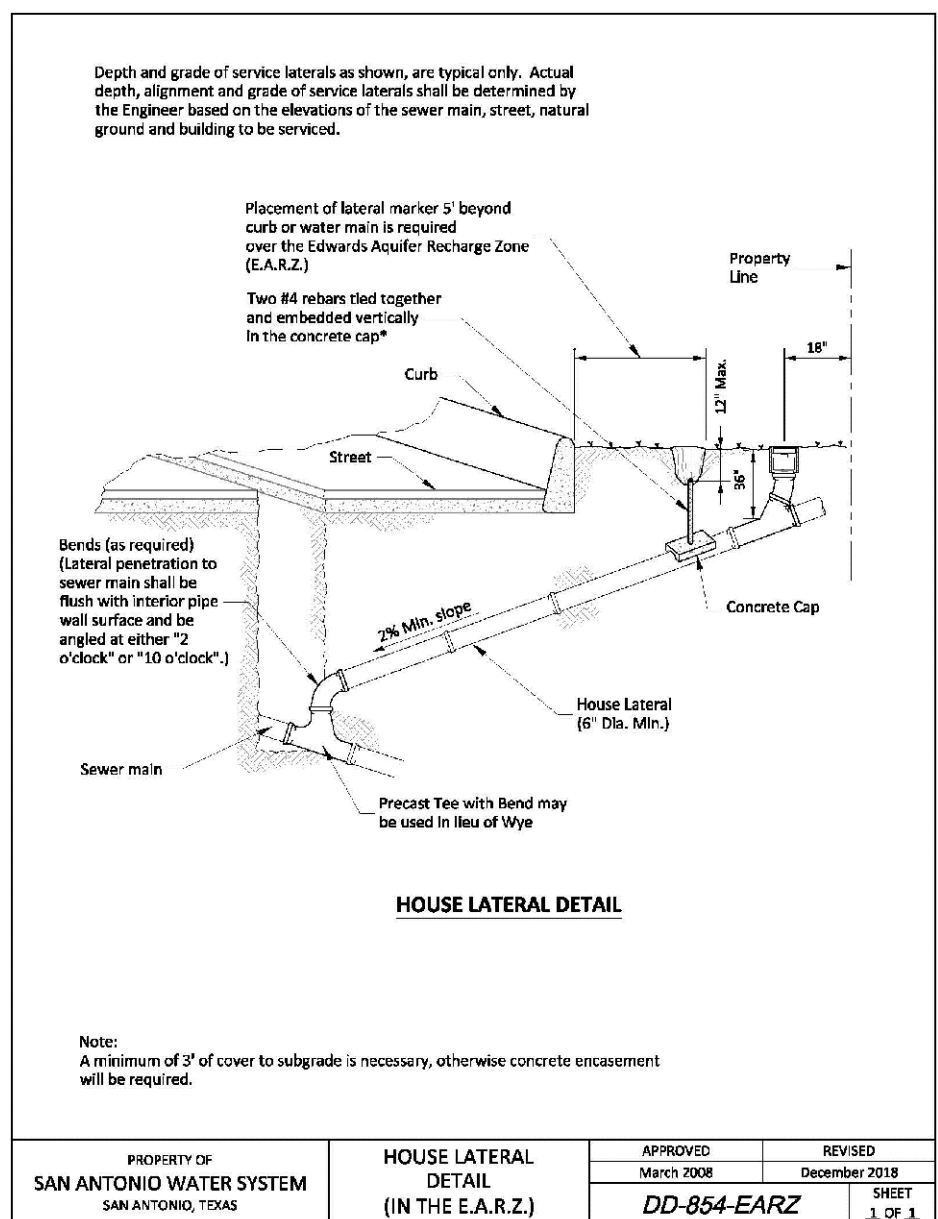 Depth and grade of service laterals as shown, are typical only. Actual
depth, alignment and grade of service laterals shall be determined by
the Engineer based on the elevations of the sewer main, street, natural
ground and building to be serviced.
Placement of lateral marker 5' beyond
curb or water main is required
over the Edwards Aquifer Recharge Zone
(E.A.R.Z.)
Property
Line
Two #4 rebars tied together
and embedded vertically
in the concrete cap*
18"
12" Max.
Curb
Street
36"
Bends (as required)
(Lateral penetration to
sewer main shall be
flush with interior pipe
wall surface and be
angled at either "2
o'clock" or "10 o'clock".)
Concrete Cap
2% Min. slope
House Lateral
(6" Dia. Min.)
Sewer main
Precast Tee with Bend may
be used in lieu of Wye
HOUSE LATERAL DETAIL
Note:
A minimum of 3' of cover to subgrade is necessary, otherwise concrete encasement
will be required.
PROPERTY OF
SAN ANTONIO WATER SYSTEM
SAN ANTONIO, TEXAS
HOUSE LATERAL
DETAIL
(IN THE E.A.R.Z.)
APPROVED
March 2008
REVISED
December 2018
DD-854-EARZ
SHEET
1 OF 1